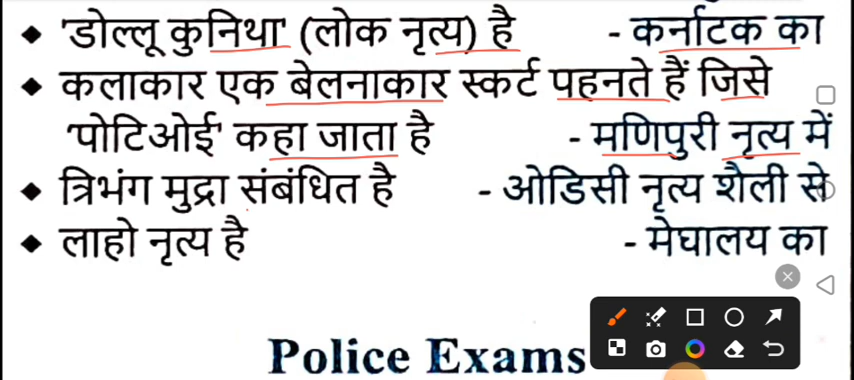 ◆ 'डोल्लू कुनिथा' (लोक नृत्य) है - कर्नाटक का
◆ कलाकार एक बेलनाकार स्कर्ट पहनते हैं जिसे
'पोटिओई' कहा जाता है - मणिपुरी नृत्य में
◆ त्रिभंग मुद्रा संबंधित है - ओडिसी नृत्य शैली से
◆ लाहो नृत्य है - मेघालय का
Police Exams